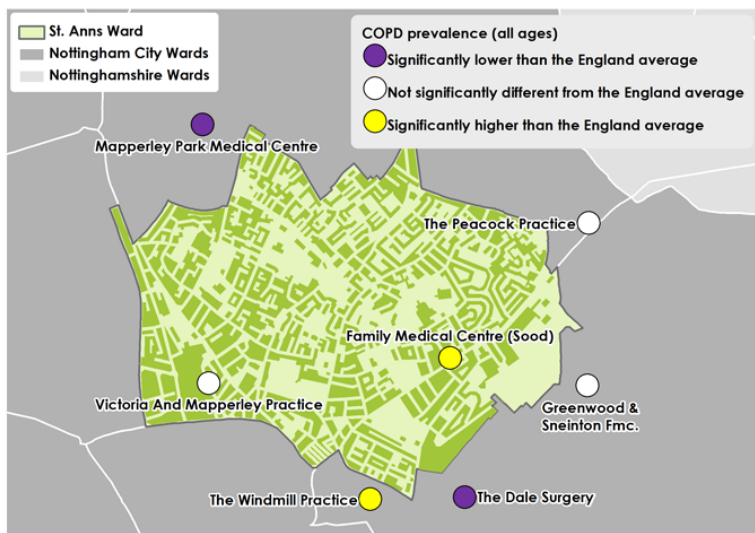 St. Anns Ward
Nottingham City Wards
Nottinghamshire Wards
COPD prevalence (all ages)
Significantly lower than the England average
Not significantly different from the England average
Significantly higher than the England average
Mapperley Park Medical Centre
The Peacock Practice
Family Medical Centre (Sood)
Victoria And Mapperley Practice
Greenwood &
Sneinton Fmc.
The Windmill Practice
The Dale Surgery